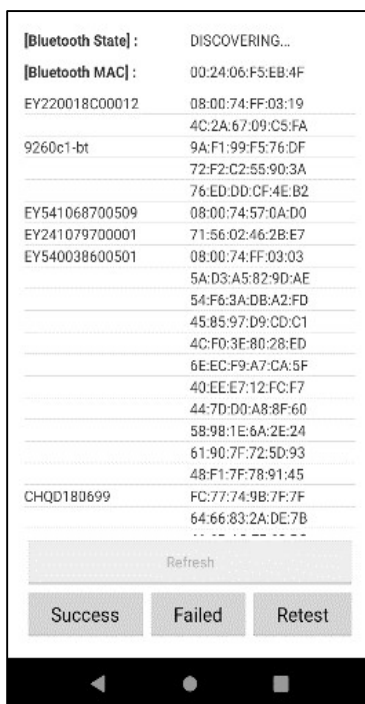 [Bluetooth State] : DISCOVERING...
[Bluetooth MAC] : 00:24:06:F5:EB:4F
EY220018C00012 08:00:74:FF:03:19
4C:2A:67:09:C5:FA
9260c1-bt 9A:F1:99:F5:76:DF
72:F2:C2:55:90:3A
76:ED:DD:CF:4E:B2
EY541068700509 08:00:74:57:0A:D0
EY241079700001 71:56:02:46:2B:E7
EY540038600501 08:00:74:FF:03:03
5A:D3:A5:82:9D:AE
54:F6:3A:DB:A2:FD
45:85:97:D9:CD:C1
4C:F0:3E:80:28:ED
6E:EC:F9:A7:CA:5F
40:EE:E7:12:FC:F7
44:7D:D0:A8:8F:60
58:98:1E:6A:2E:24
61:90:7F:72:5D:93
48:F1:7F:78:91:45
CHQD180699 FC:77:74:9B:7F:7F
64:66:83:2A:DE:7B
Refresh
Success Failed Retest